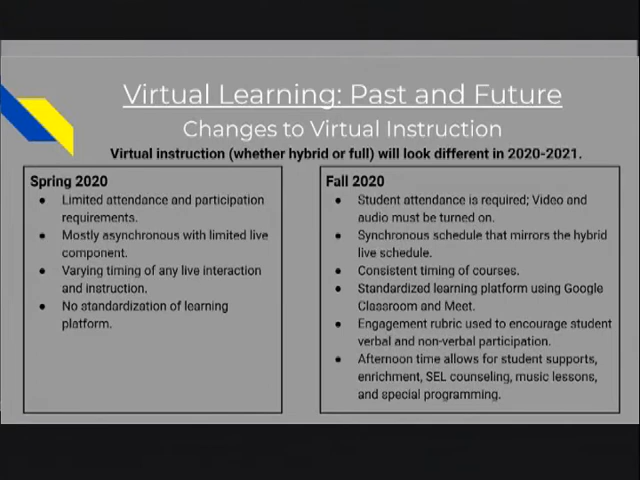 Virtual Learning: Past and Future
Changes to Virtual Instruction
Virtual instruction (whether hybrid or full) will look different in 2020-2021.
Spring 2020
● Limited attendance and participation
requirements.
● Mostly asynchronous with limited live
component.
● Varying timing of any live interaction
and instruction.
● No standardization of learning
platform.
Fall 2020
● Student attendance is required; Video and
audio must be turned on.
● Synchronous schedule that mirrors the hybrid
live schedule.
● Consistent timing of courses.
● Standardized learning platform using Google
Classroom and Meet.
● Engagement rubric used to encourage student
verbal and non-verbal participation.
● Afternoon time allows for student supports,
enrichment, SEL counseling, music lessons,
and special programming.